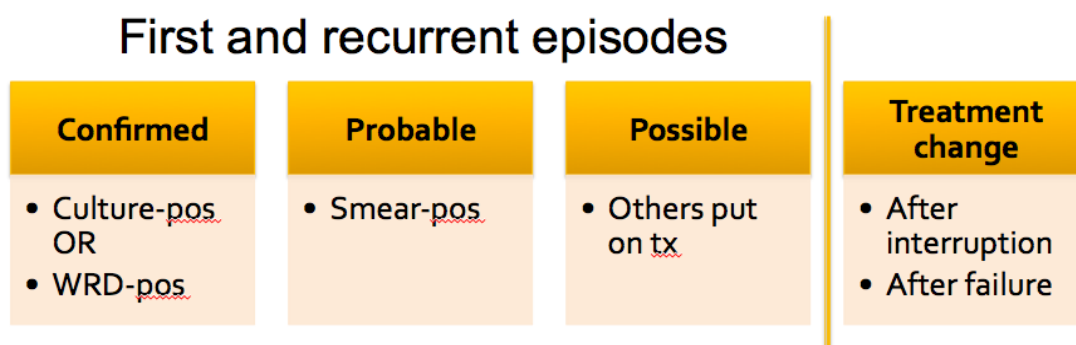 First and recurrent episodes
Confirmed
• Culture-pos
OR
• WRD-pos
Probable
• Smear-pos
Possible
• Others put
on tx
Treatment
change
• After
interruption
• After failure